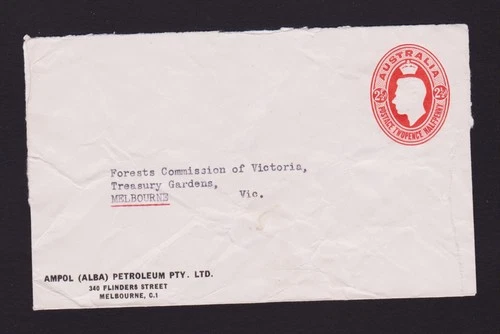 AUSTRALIA
2½ 2½
POSTAGE TWOPENCE HALFPENNY
Forests Commission of Victoria,
Treasury Gardens,
MELBOURNE Vic.
AMPOL (ALBA) PETROLEUM PTY. LTD.
340 FLINDERS STREET
MELBOURNE, C.1